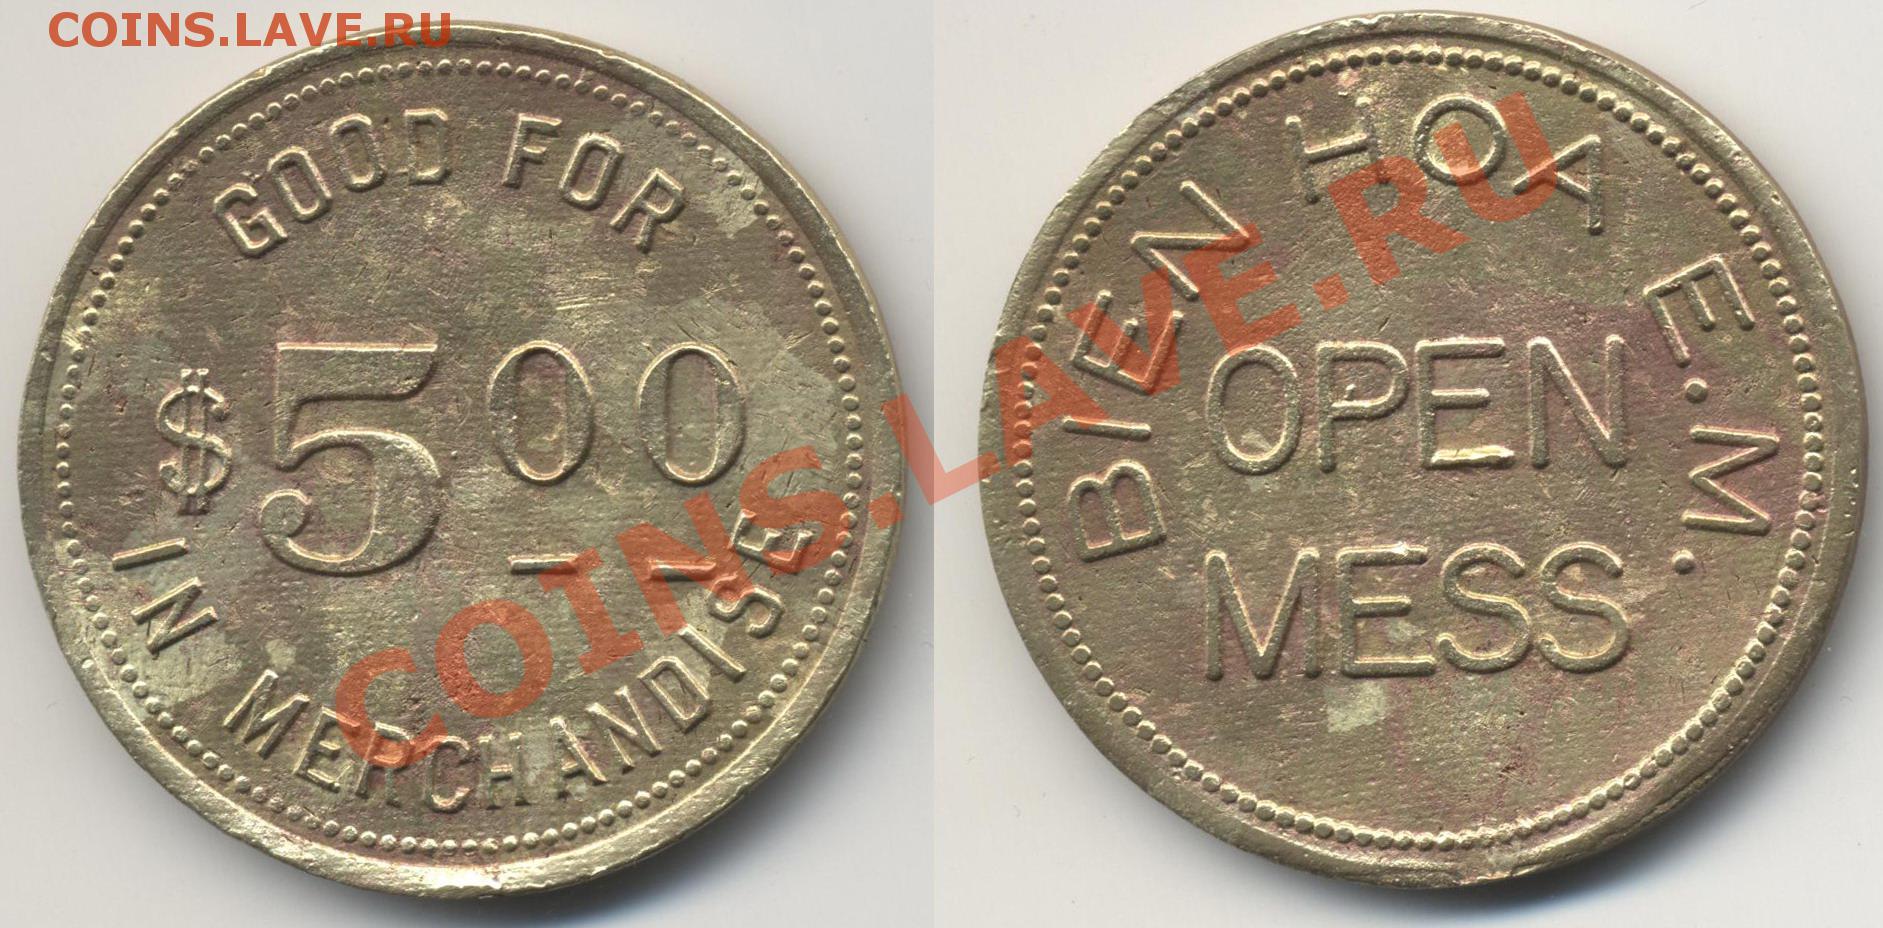 COINS.LAVE.RU
GOOD FOR
$5.00
IN MERCHANDISE
BIEN HOA E.M.
OPEN
MESS
COINS.LAVE.RU